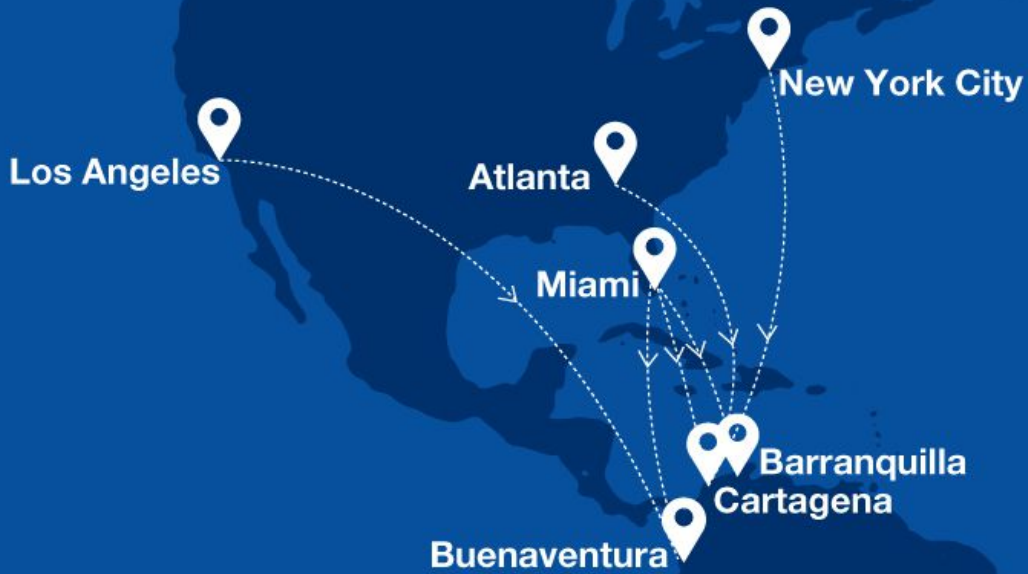 New York City
Los Angeles
Atlanta
Miami
Barranquilla
Cartagena
Buenaventura